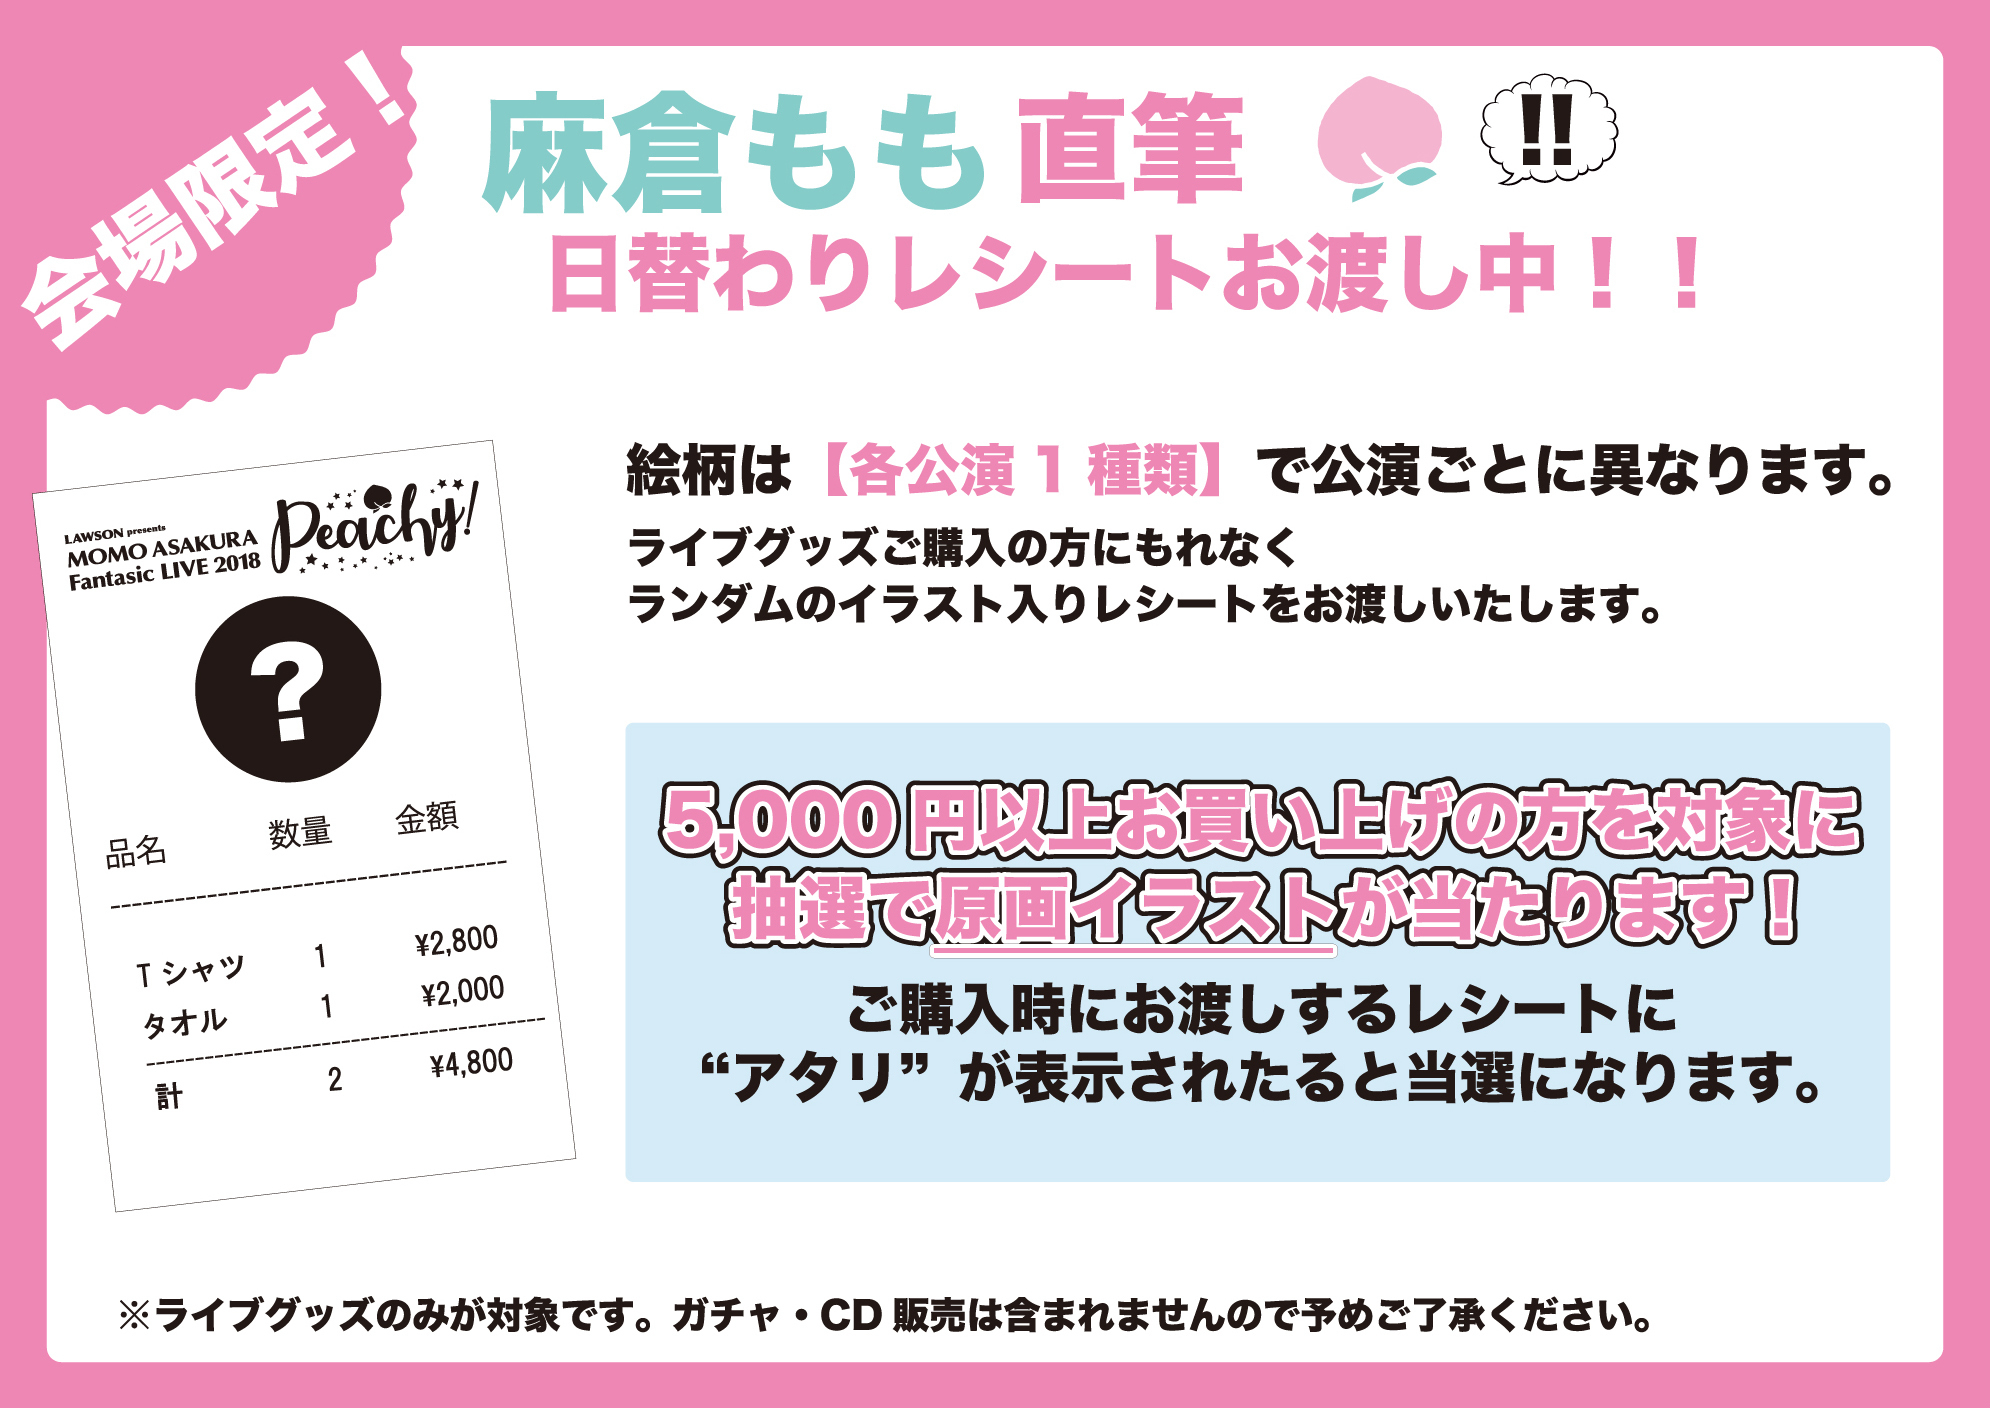 会場限定！
麻倉もも直筆
!!
日替わりレシートお渡し中！！
絵柄は【各公演1種類】で公演ごとに異なります。
ライブグッズご購入の方にもれなく
ランダムのイラスト入りレシートをお渡しいたします。
LAWSON presents
MOMO ASAKURA
Fantasic LIVE 2018
Peachy!
?
品名 数量 金額
Tシャツ 1 ¥2,800
タオル 1 ¥2,000
計 2 ¥4,800
5,000円以上お買い上げの方を対象に
抽選で原画イラストが当たります！
ご購入時にお渡しするレシートに
“アタリ”が表示されたると当選になります。
※ライブグッズのみが対象です。ガチャ・CD販売は含まれませんので予めご了承ください。